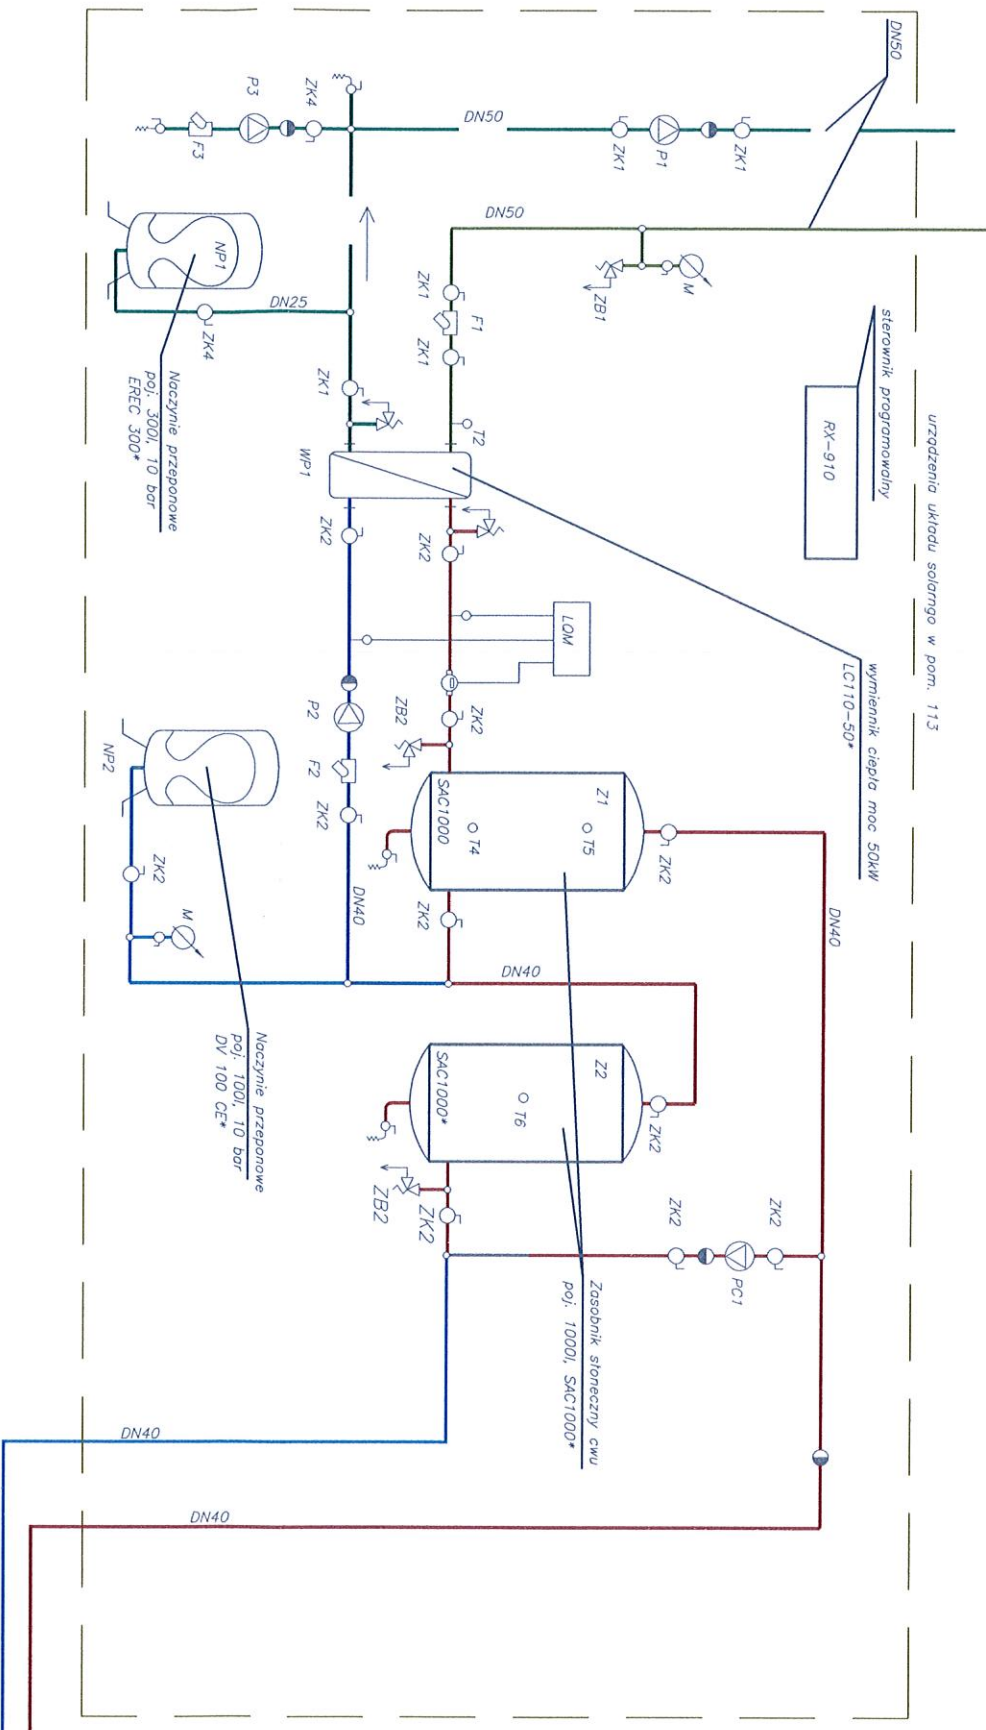 urządzenia układu solarngo w pom. 113
DN50
sterownik programowalny
RX-910
wymiennik ciepła moc 50kW
LC110-50*
DN50
ZK1
P1
ZK1
DN50
ZK4
P3
F3
M
ZB1
ZK1
F1
ZK1
T2
NP1
DN25
ZK4
Naczynie przeponowe
poj. 300l, 10 bar
EREC 300*
ZK1
WP1
ZK2
ZK2
LQM
ZK2
ZB2
P2
F2
ZK2
NP2
ZK2
M
Naczynie przeponowe
poj. 100l, 10 bar
DV 100 CE*
Z1
T5
T4
SAC1000
ZK2
ZK2
DN40
DN40
DN40
Z2
T6
SAC1000*
ZK2
ZB2
ZK2
ZK2
ZK2
PC1
Zasobnik słoneczny cwu
poj. 1000l, SAC1000*
DN40
DN40